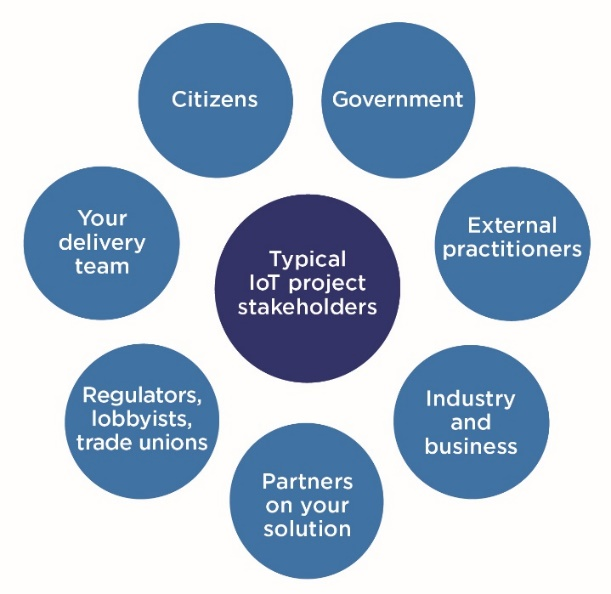 Citizens
Government
External
practitioners
Industry
and
business
Partners
on your
solution
Regulators,
lobbyists,
trade unions
Your
delivery
team
Typical
IoT project
stakeholders